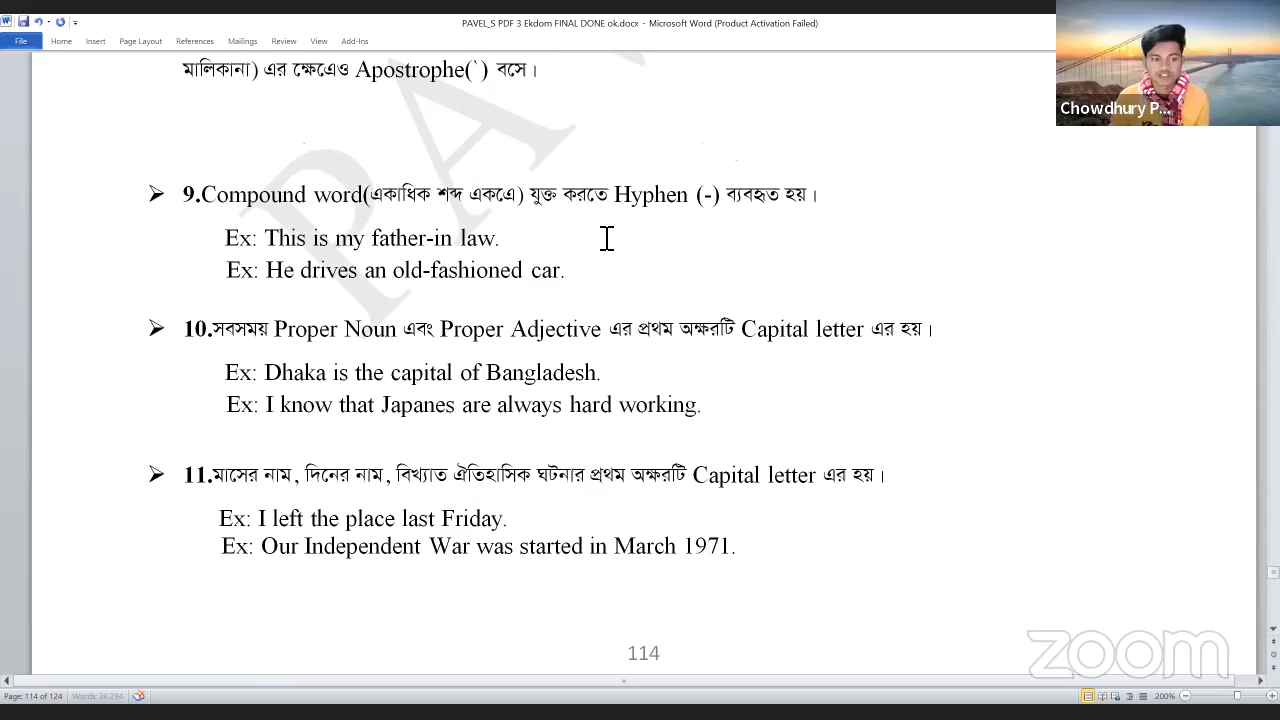 PAVEL_S PDF 3 Ekdom FINAL DONE ok.docx - Microsoft Word (Product Activation Failed)
File Home Insert Page Layout References Mailings Review View Add-Ins
মালিকানা) এর ক্ষেত্রেও Apostrophe(`) বসে।
Chowdhury P...
9.Compound word(একাধিক শব্দ একত্রে) যুক্ত করতে Hyphen (-) ব্যবহৃত হয়।
Ex: This is my father-in law.
Ex: He drives an old-fashioned car.
10.সবসময় Proper Noun এবং Proper Adjective এর প্রথম অক্ষরটি Capital letter এর হয়।
Ex: Dhaka is the capital of Bangladesh.
Ex: I know that Japanes are always hard working.
11.মাসের নাম, দিনের নাম, বিখ্যাত ঐতিহাসিক ঘটনার প্রথম অক্ষরটি Capital letter এর হয়।
Ex: I left the place last Friday.
Ex: Our Independent War was started in March 1971.
114
zoom
Page: 114 of 124 Words: 38,294 200%